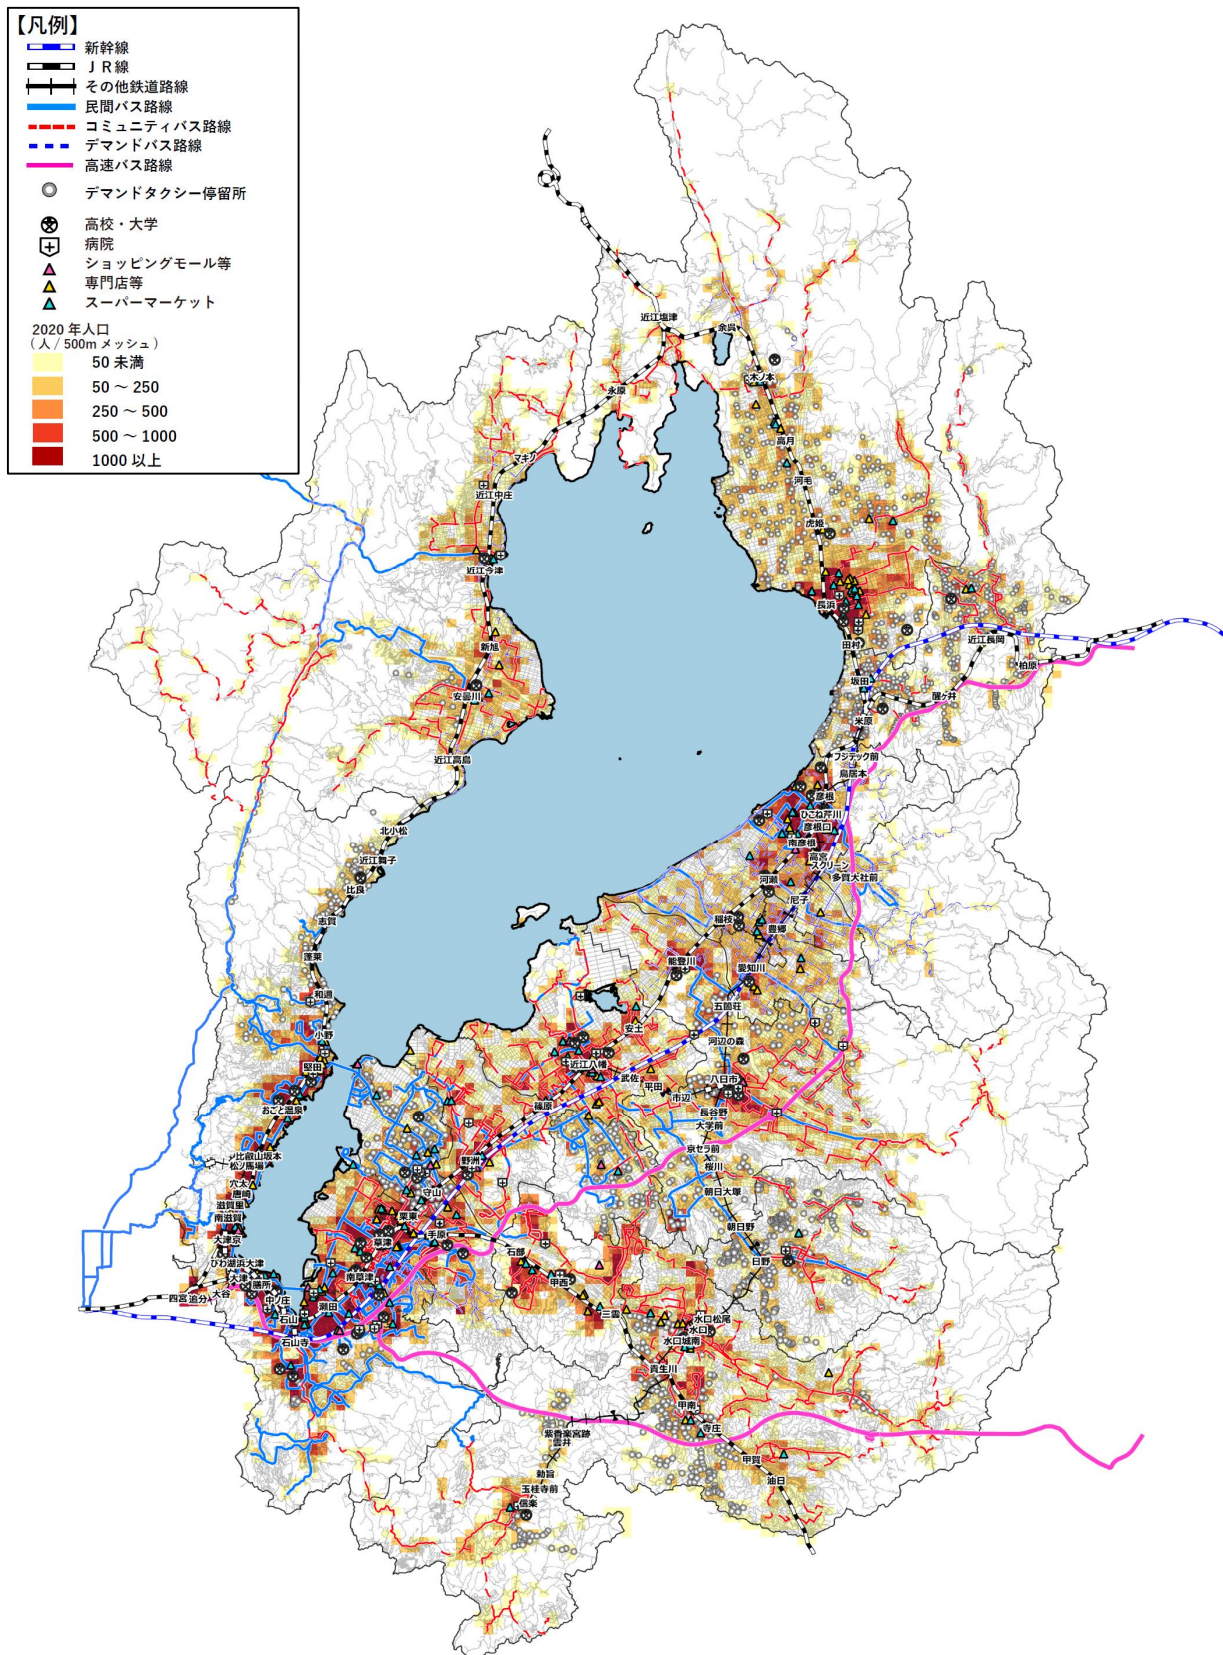 【凡例】
新幹線
ＪＲ線
その他鉄道路線
民間バス路線
コミュニティバス路線
デマンドバス路線
高速バス路線
デマンドタクシー停留所
高校・大学
病院
ショッピングモール等
専門店等
スーパーマーケット
2020 年人口
（ 人 / 500m メッシュ ）
50 未満
50 ～ 250
250 ～ 500
500 ～ 1000
1000 以上
近江塩津
余呉
木ノ本
永原
高月
マキノ
河毛
近江中庄
虎姫
近江今津
長浜
田村
近江長岡
柏原
新旭
坂田
安曇川
醒ヶ井
米原
近江高島
フジテック前
鳥居本
彦根
ひこね芹川
彦根口
北小松
南彦根
高宮
スクリーン
近江舞子
多賀大社前
河瀬
比良
尼子
志賀
稲枝
豊郷
蓬莱
能登川
愛知川
和邇
五箇荘
小野
安土
河辺の森
堅田
近江八幡
武佐
平田
八日市
おごと温泉
篠原
市辺
長谷野
大学前
比叡山坂本
松ノ馬場
野洲
京セラ前
桜川
穴太
唐崎
守山
朝日大塚
滋賀里
南滋賀
栗東
朝日野
大津京
草津
手原
石部
日野
びわ湖浜大津
大津
膳所
南草津
甲西
四宮
追分
大谷
中ノ庄
瀬田
三雲
石山
水口松尾
水口
石山寺
水口城南
貴生川
甲南
寺庄
紫香楽宮跡
雲井
甲賀
勅旨
油日
玉桂寺前
信楽